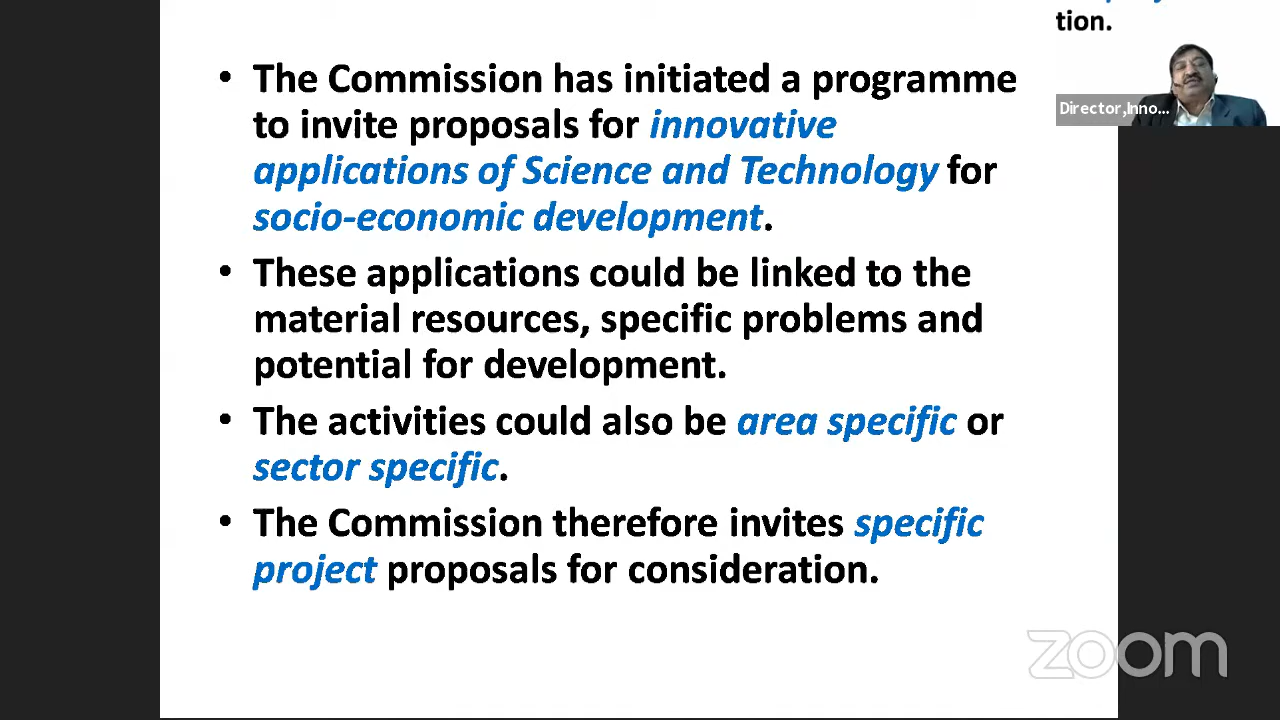 tion.
Director,Inno...
• The Commission has initiated a programme
to invite proposals for innovative
applications of Science and Technology for
socio-economic development.
• These applications could be linked to the
material resources, specific problems and
potential for development.
• The activities could also be area specific or
sector specific.
• The Commission therefore invites specific
project proposals for consideration.
zoom